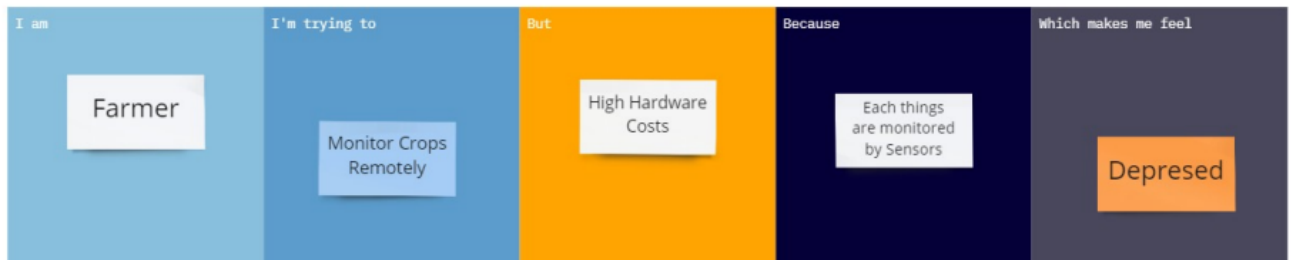 I am
Farmer
I'm trying to
Monitor Crops
Remotely
But
High Hardware
Costs
Because
Each things
are monitored
by Sensors
Which makes me feel
Depresed